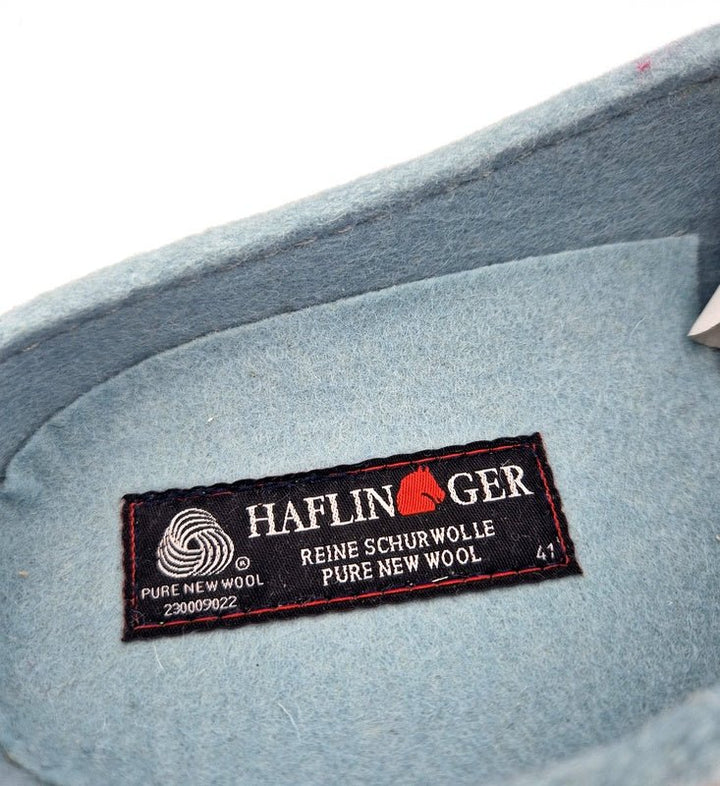 HAFLINGER
REINE SCHURWOLLE
PURE NEW WOOL
41
®
PURE NEW WOOL
230009022